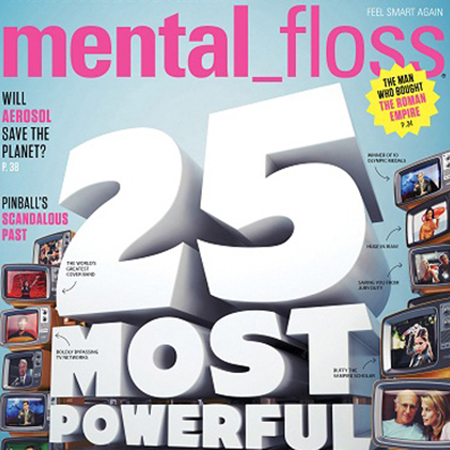 FEEL SMART AGAIN
mental_floss
THE MAN
WHO BOUGHT
THE ROMAN
EMPIRE
P. 24
WILL
AEROSOL
SAVE THE
PLANET?
P. 38
PINBALL'S
SCANDALOUS
PAST
25
WINNER OF 10
OLYMPIC MEDALS
HUGE IN IRAN!
THE WORLD'S
GREATEST
COVER BAND
SAVING YOU FROM
JURY DUTY
BOLDLY BYPASSING
TV NETWORKS
BUFFY THE
VAMPIRE SCHOLAR
MOST
POWERFUL